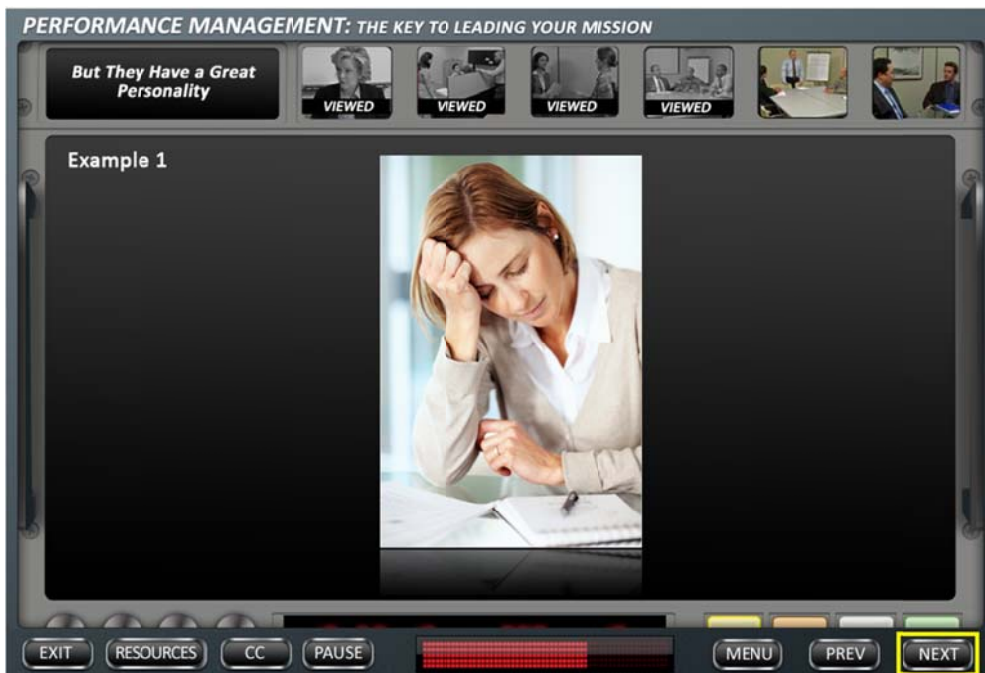 PERFORMANCE MANAGEMENT: THE KEY TO LEADING YOUR MISSION
But They Have a Great
Personality
VIEWED
VIEWED
VIEWED
VIEWED
Example 1
EXIT
RESOURCES
CC
PAUSE
MENU
PREV
NEXT